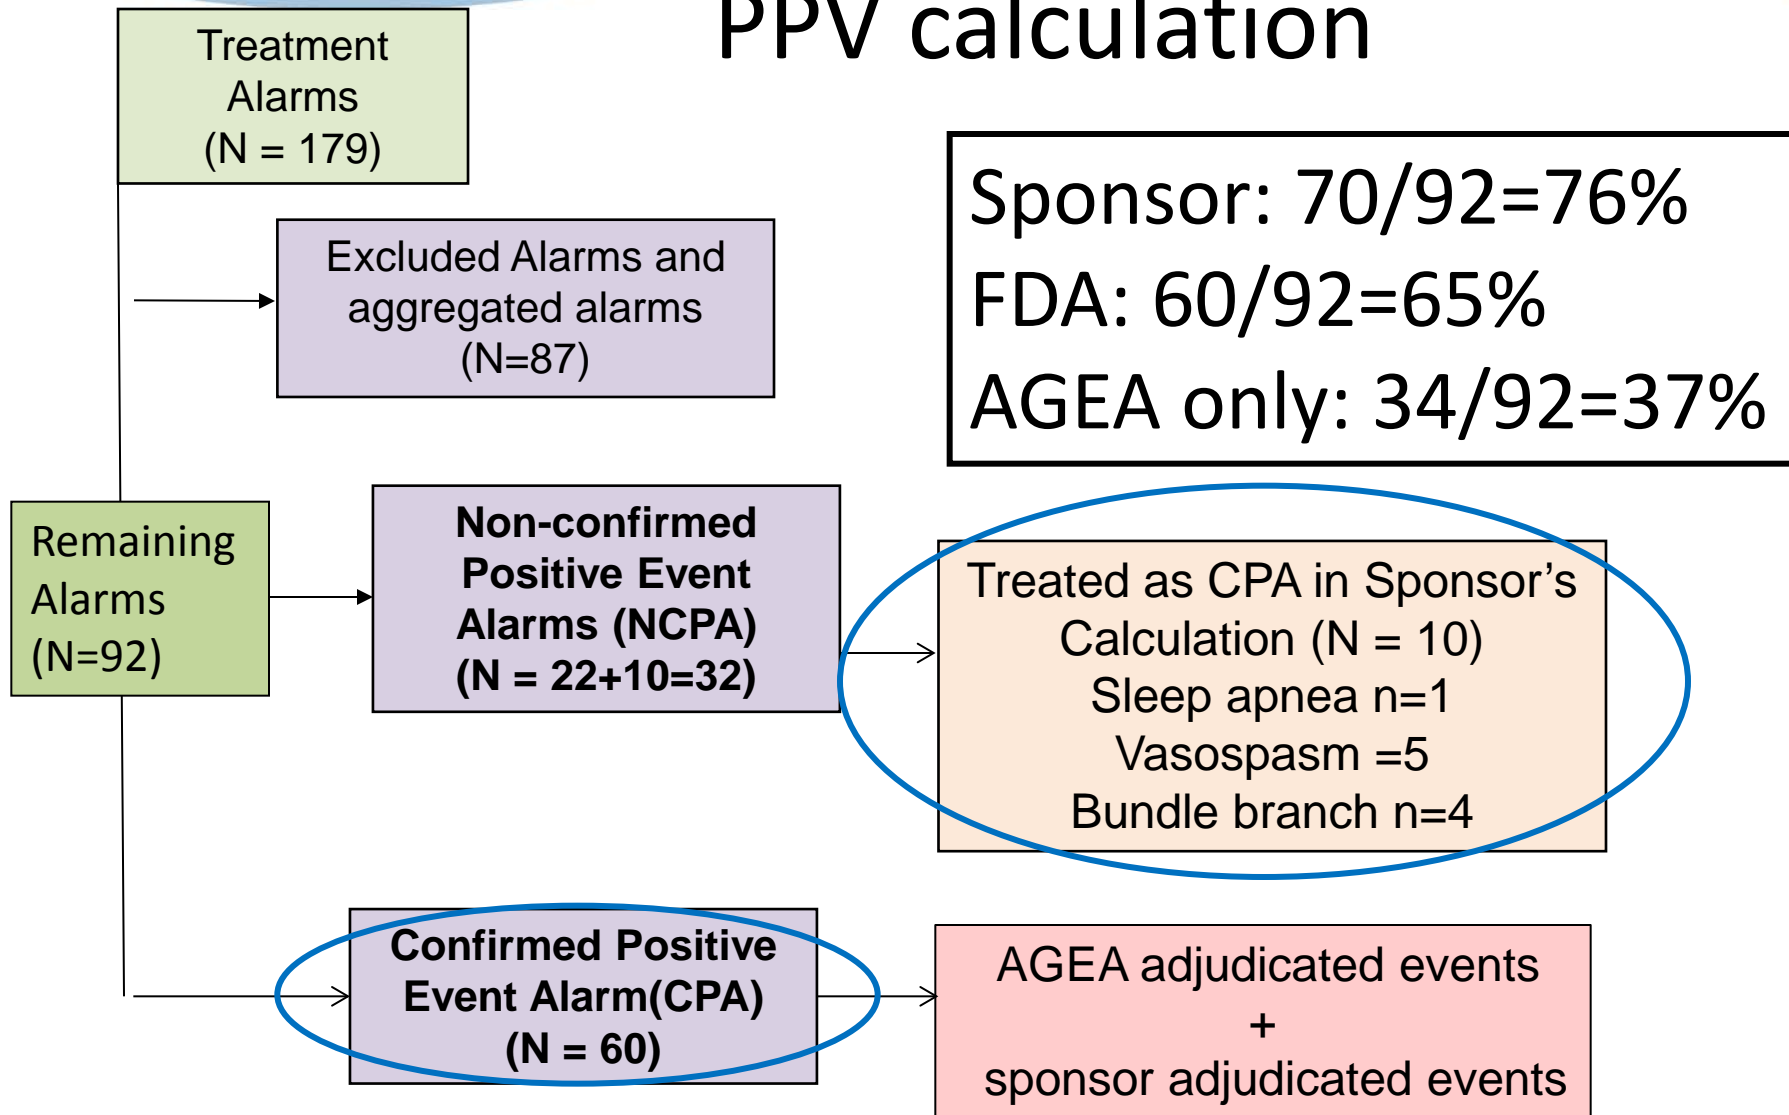 PPV calculation
Treatment
Alarms
(N = 179)
Excluded Alarms and
aggregated alarms
(N=87)
Sponsor: 70/92=76%
FDA: 60/92=65%
AGEA only: 34/92=37%
Remaining
Alarms
(N=92)
Non-confirmed
Positive Event
Alarms (NCPA)
(N = 22+10=32)
Treated as CPA in Sponsor’s
Calculation (N = 10)
Sleep apnea n=1
Vasospasm =5
Bundle branch n=4
Confirmed Positive
Event Alarm(CPA)
(N = 60)
AGEA adjudicated events
+
sponsor adjudicated events